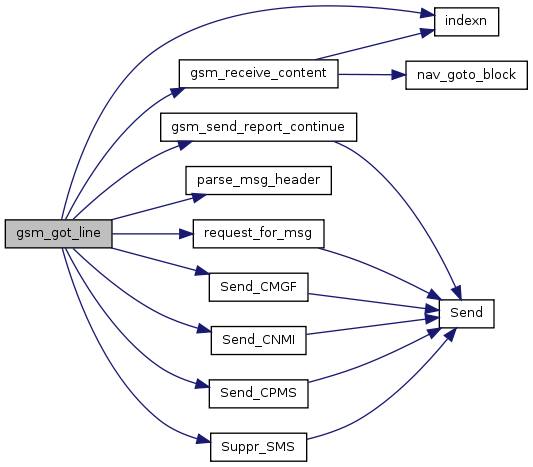 indexn
gsm_receive_content
nav_goto_block
gsm_send_report_continue
parse_msg_header
gsm_got_line
request_for_msg
Send_CMGF
Send
Send_CNMI
Send_CPMS
Suppr_SMS